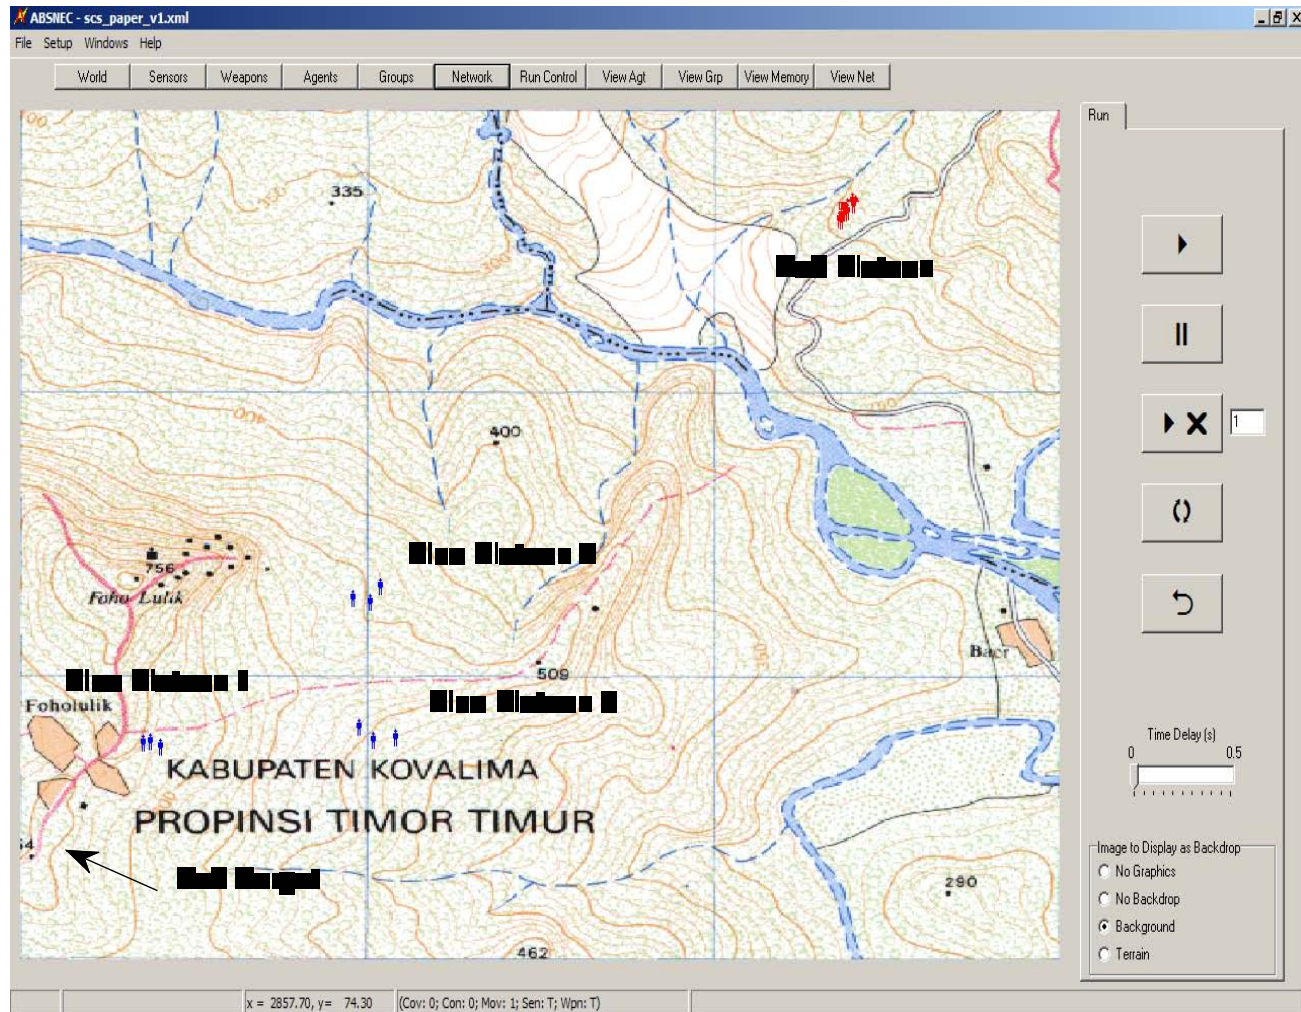 ABSNEC - scs_paper_v1.xml
File Setup Windows Help
World Sensors Weapons Agents Groups Network Run Control View Agt View Grp View Memory View Net
Run
335
300
400
400
1
756
Foho Lulik
509
Foholulik
Baer
KABUPATEN KOVALIMA
PROPINSI TIMOR TIMUR
Time Delay (s)
0 0.5
Image to Display as Backdrop
No Graphics
290
No Backdrop
Background
462
Terrain
x = 2857.70, y= 74.30 (Cov: 0; Con: 0; Mov: 1; Sen: T; Wpn: T)